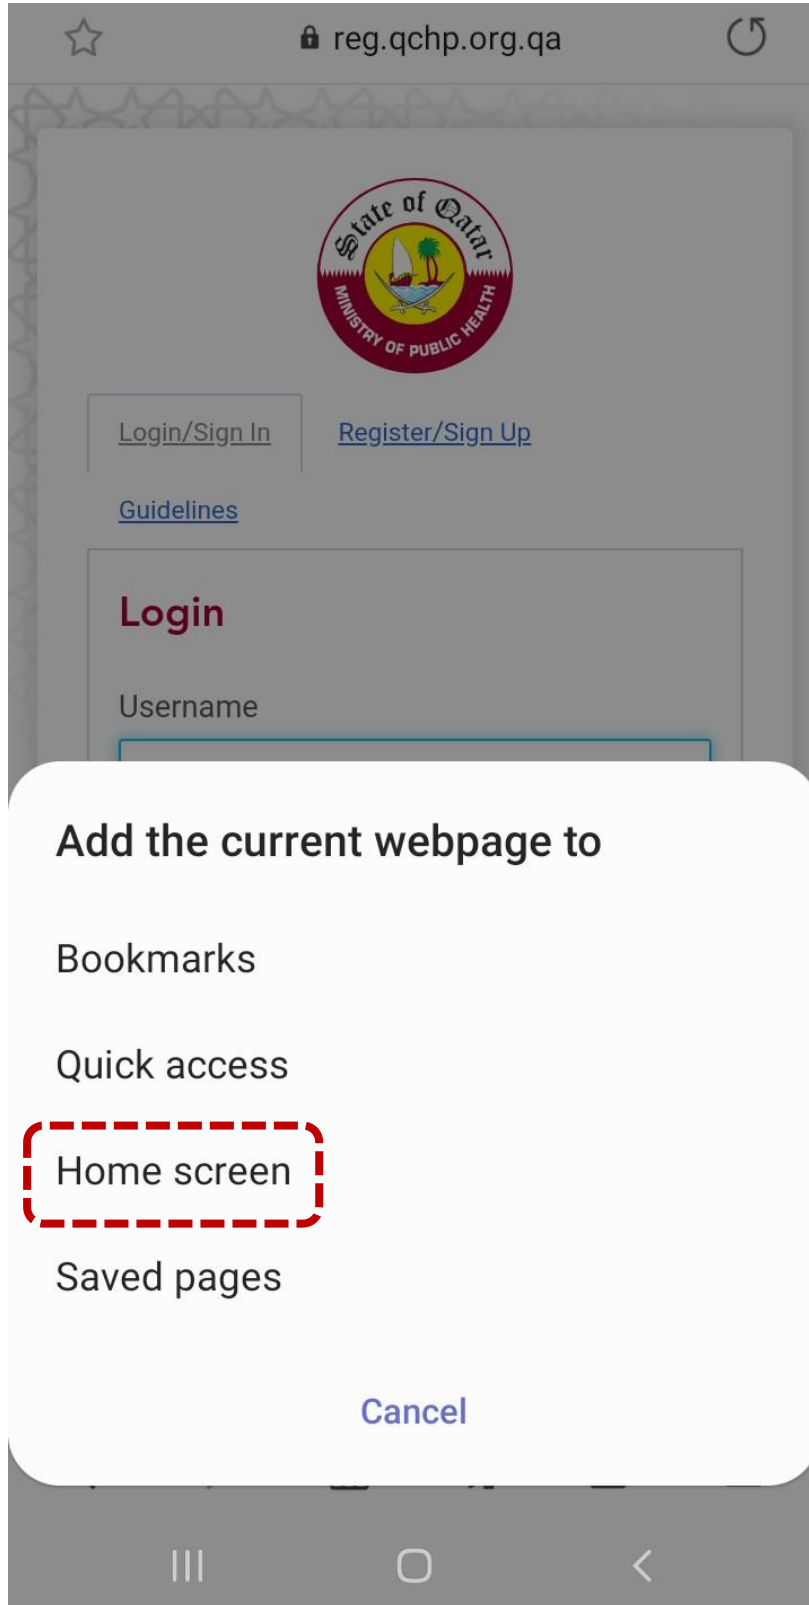 reg.qchp.org.qa
State of Qatar
MINISTRY OF PUBLIC HEALTH
Login/Sign In
Register/Sign Up
Guidelines
Login
Username
Add the current webpage to
Bookmarks
Quick access
Home screen
Saved pages
Cancel